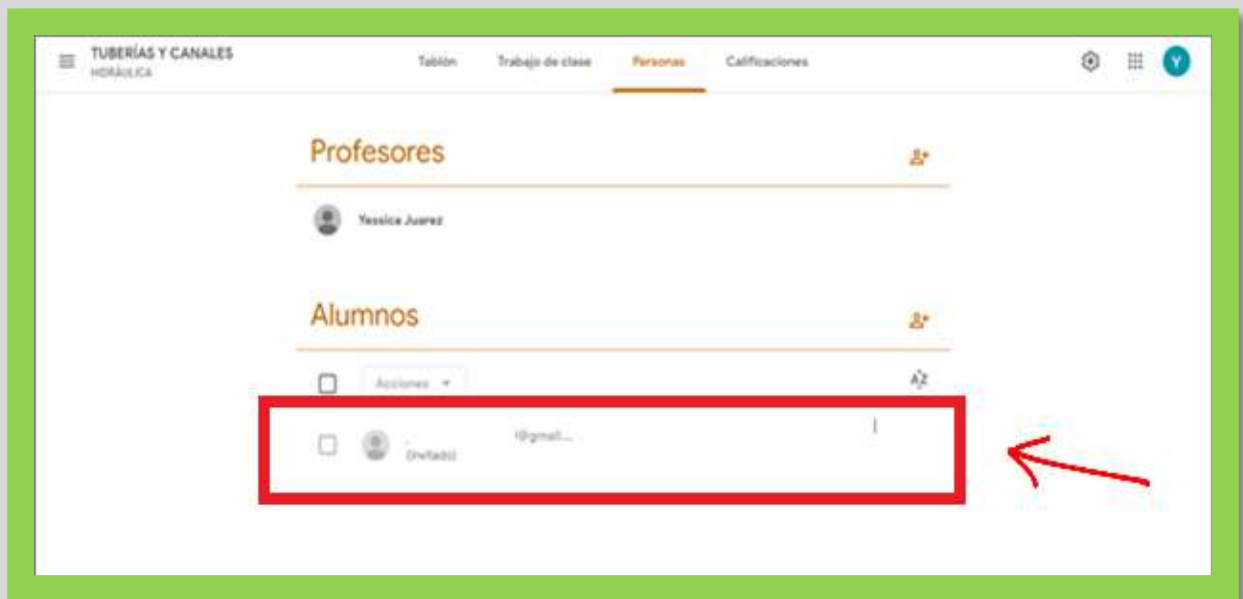 TUBERÍAS Y CANALES
HIDRÁULICA
Tablón Trabajo de clase Personas Calificaciones
Y
Profesores
Yessica Juarez
Alumnos
Acciones
AZ
@gmail...
(invitado)